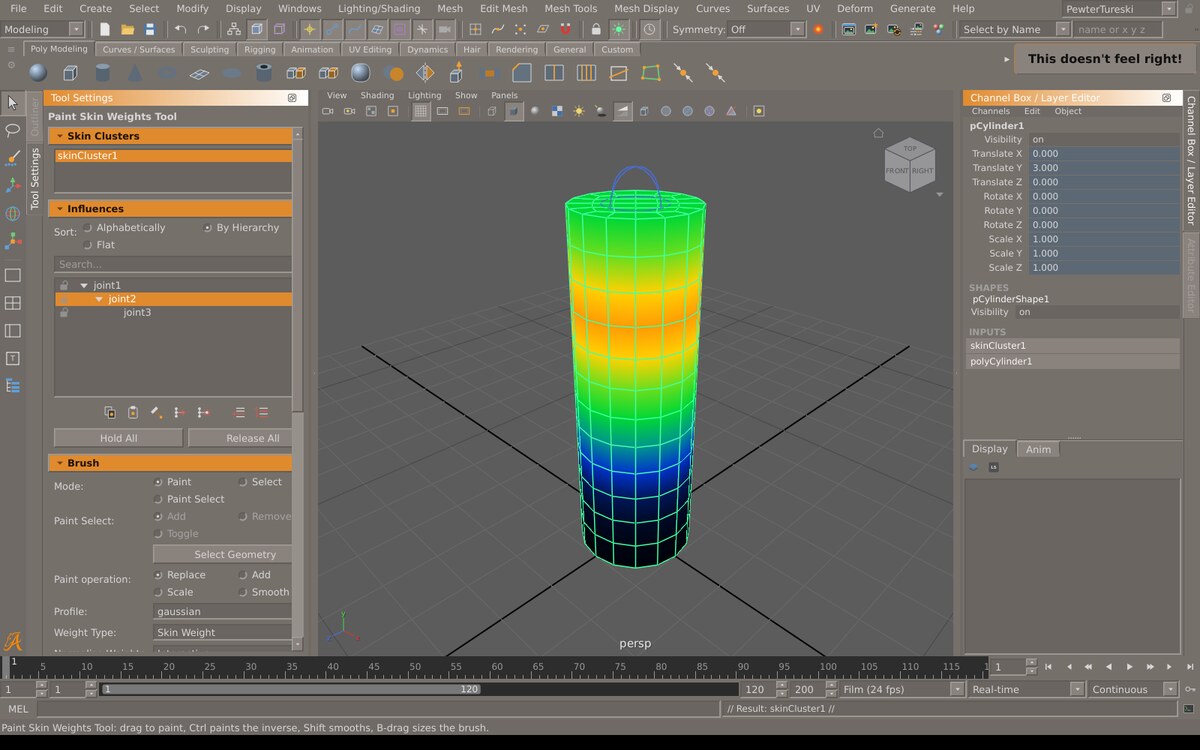 File Edit Create Select Modify Display Windows Lighting/Shading Mesh Edit Mesh Mesh Tools Mesh Display Curves Surfaces UV Deform Generate Help PewterTureski
Modeling Symmetry: Off Select by Name name or x y z
Poly Modeling Curves / Surfaces Sculpting Rigging Animation UV Editing Dynamics Hair Rendering General Custom
This doesn't feel right!
Outliner
Tool Settings
Tool Settings
Paint Skin Weights Tool
Skin Clusters
skinCluster1
Influences
Sort: Alphabetically By Hierarchy
Flat
Search...
joint1
joint2
joint3
Hold All Release All
Brush
Mode: Paint Select
Paint Select
Paint Select: Add Remove
Toggle
Select Geometry
Paint operation: Replace Add
Scale Smooth
Profile: gaussian
Weight Type: Skin Weight
View Shading Lighting Show Panels
TOP
FRONT RIGHT
y
persp
Channel Box / Layer Editor
Channels Edit Object
pCylinder1
Visibility on
Translate X 0.000
Translate Y 3.000
Translate Z 0.000
Rotate X 0.000
Rotate Y 0.000
Rotate Z 0.000
Scale X 1.000
Scale Y 1.000
Scale Z 1.000
SHAPES
pCylinderShape1
Visibility on
INPUTS
skinCluster1
polyCylinder1
Display Anim
Channel Box / Layer Editor
Attribute Editor
1 5 10 15 20 25 30 35 40 45 50 55 60 65 70 75 80 85 90 95 100 105 110 115 1 1
1 1 1 120 120 200 Film (24 fps) Real-time Continuous
MEL // Result: skinCluster1 //
Paint Skin Weights Tool: drag to paint, Ctrl paints the inverse, Shift smooths, B-drag sizes the brush.